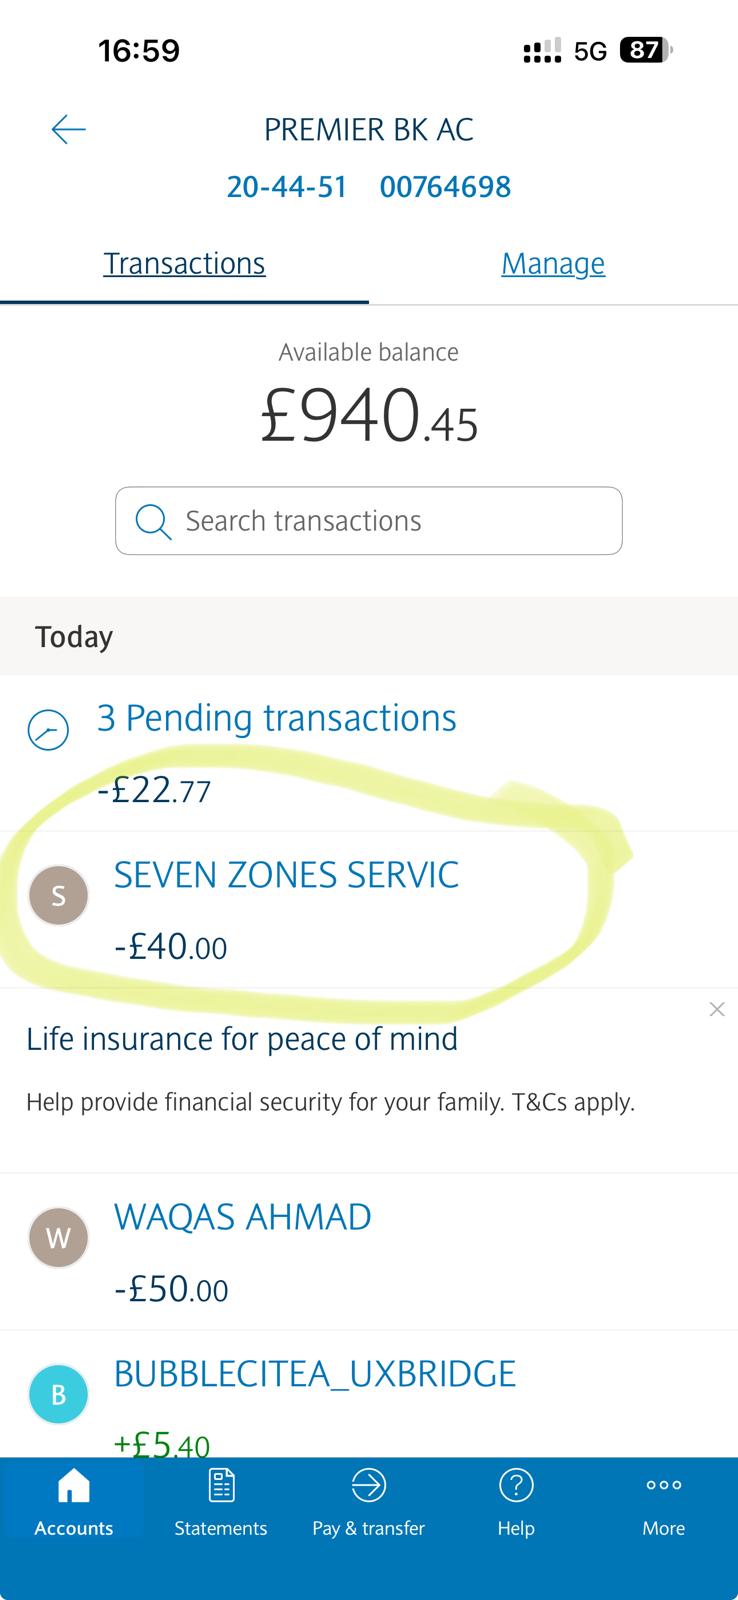 16:59 5G 87
PREMIER BK AC
20-44-51 00764698
Transactions Manage
Available balance
£940.45
Search transactions
Today
3 Pending transactions
-£22.77
S SEVEN ZONES SERVIC
-£40.00
Life insurance for peace of mind
Help provide financial security for your family. T&Cs apply.
W WAQAS AHMAD
-£50.00
B BUBBLECITEA_UXBRIDGE
+£5.40
Accounts Statements Pay & transfer Help More